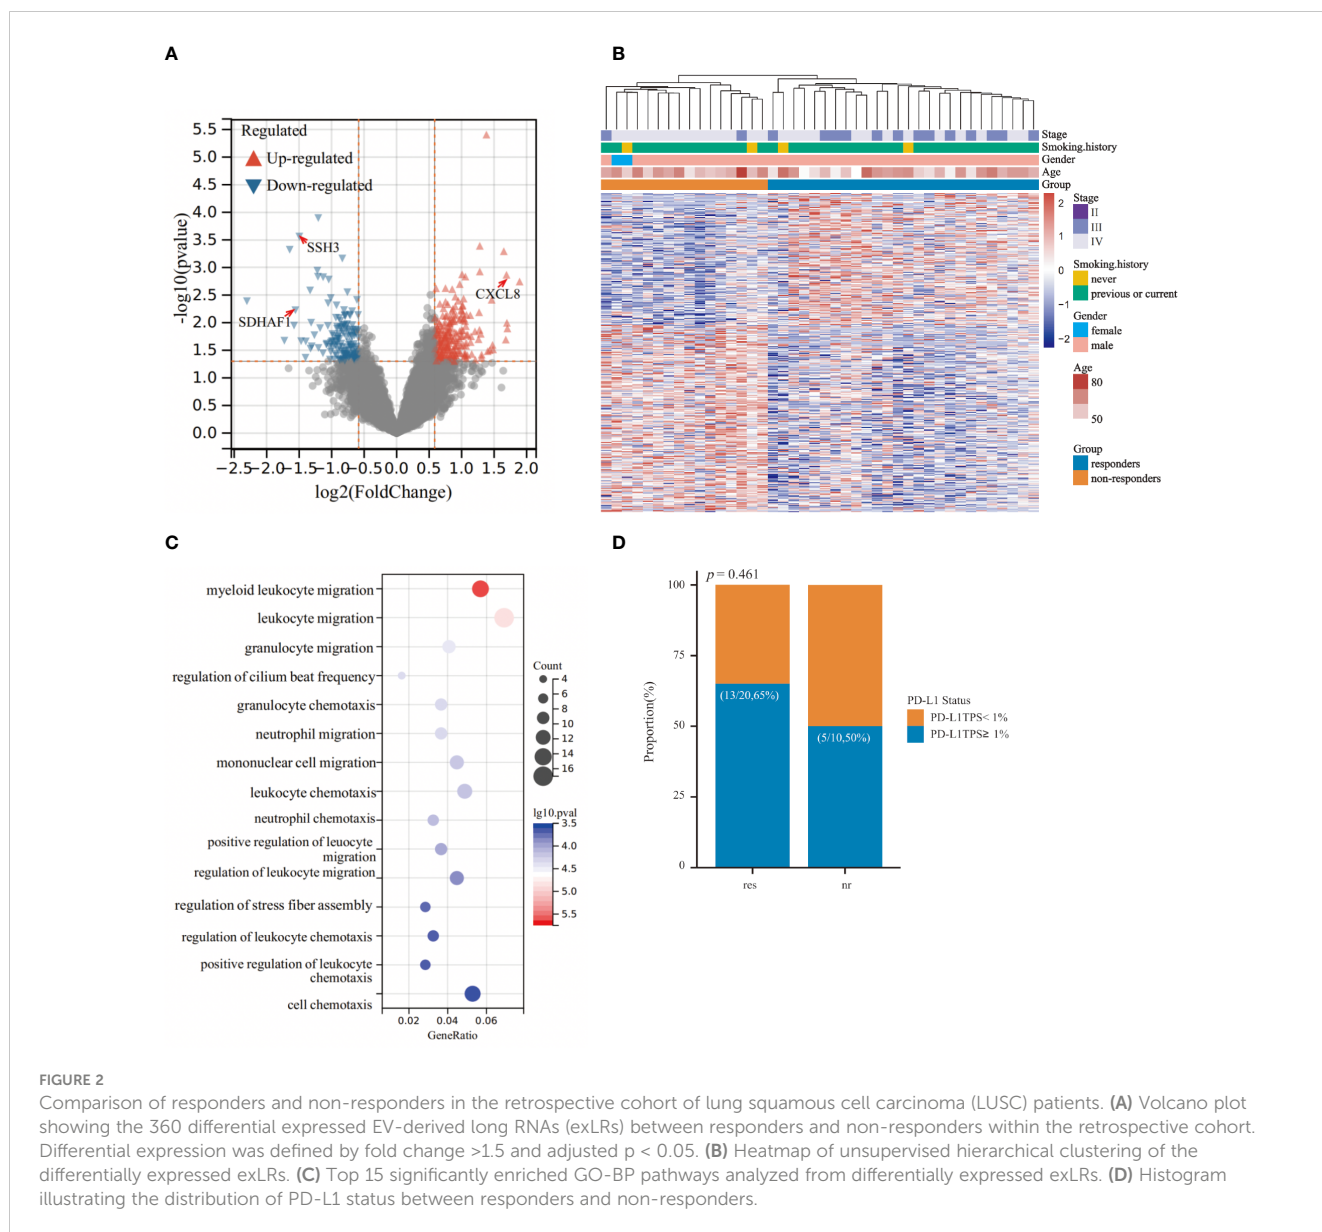 A
Regulated
Up-regulated
Down-regulated
5.5
5.0
4.5
4.0
3.5
3.0
2.5
2.0
1.5
1.0
0.5
0.0
-log10(pvalue)
SSH3
CXCL8
SDHAF1
−2.5 −2.0 −1.5 −1.0 −0.5 0.0 0.5 1.0 1.5 2.0
log2(FoldChange)
B
Stage
Smoking.history
Gender
Age
Group
2
1
0
−1
−2
Stage
II
III
IV
Smoking.history
never
previous or current
Gender
female
male
Age
80
50
Group
responders
non-responders
C
myeloid leukocyte migration
leukocyte migration
granulocyte migration
regulation of cilium beat frequency
granulocyte chemotaxis
neutrophil migration
mononuclear cell migration
leukocyte chemotaxis
neutrophil chemotaxis
positive regulation of leuocyte
migration
regulation of leukocyte migration
regulation of stress fiber assembly
regulation of leukocyte chemotaxis
positive regulation of leukocyte
chemotaxis
cell chemotaxis
0.02 0.04 0.06
GeneRatio
Count
4
6
8
10
12
14
16
lg10.pval
3.5
4.0
4.5
5.0
5.5
D
p = 0.461
100
75
50
25
0
Proportion(%)
(13/20,65%)
(5/10,50%)
res nr
PD-L1 Status
PD-L1TPS< 1%
PD-L1TPS≥ 1%
FIGURE 2
Comparison of responders and non-responders in the retrospective cohort of lung squamous cell carcinoma (LUSC) patients. (A) Volcano plot
showing the 360 differential expressed EV-derived long RNAs (exLRs) between responders and non-responders within the retrospective cohort.
Differential expression was defined by fold change >1.5 and adjusted p < 0.05. (B) Heatmap of unsupervised hierarchical clustering of the
differentially expressed exLRs. (C) Top 15 significantly enriched GO-BP pathways analyzed from differentially expressed exLRs. (D) Histogram
illustrating the distribution of PD-L1 status between responders and non-responders.